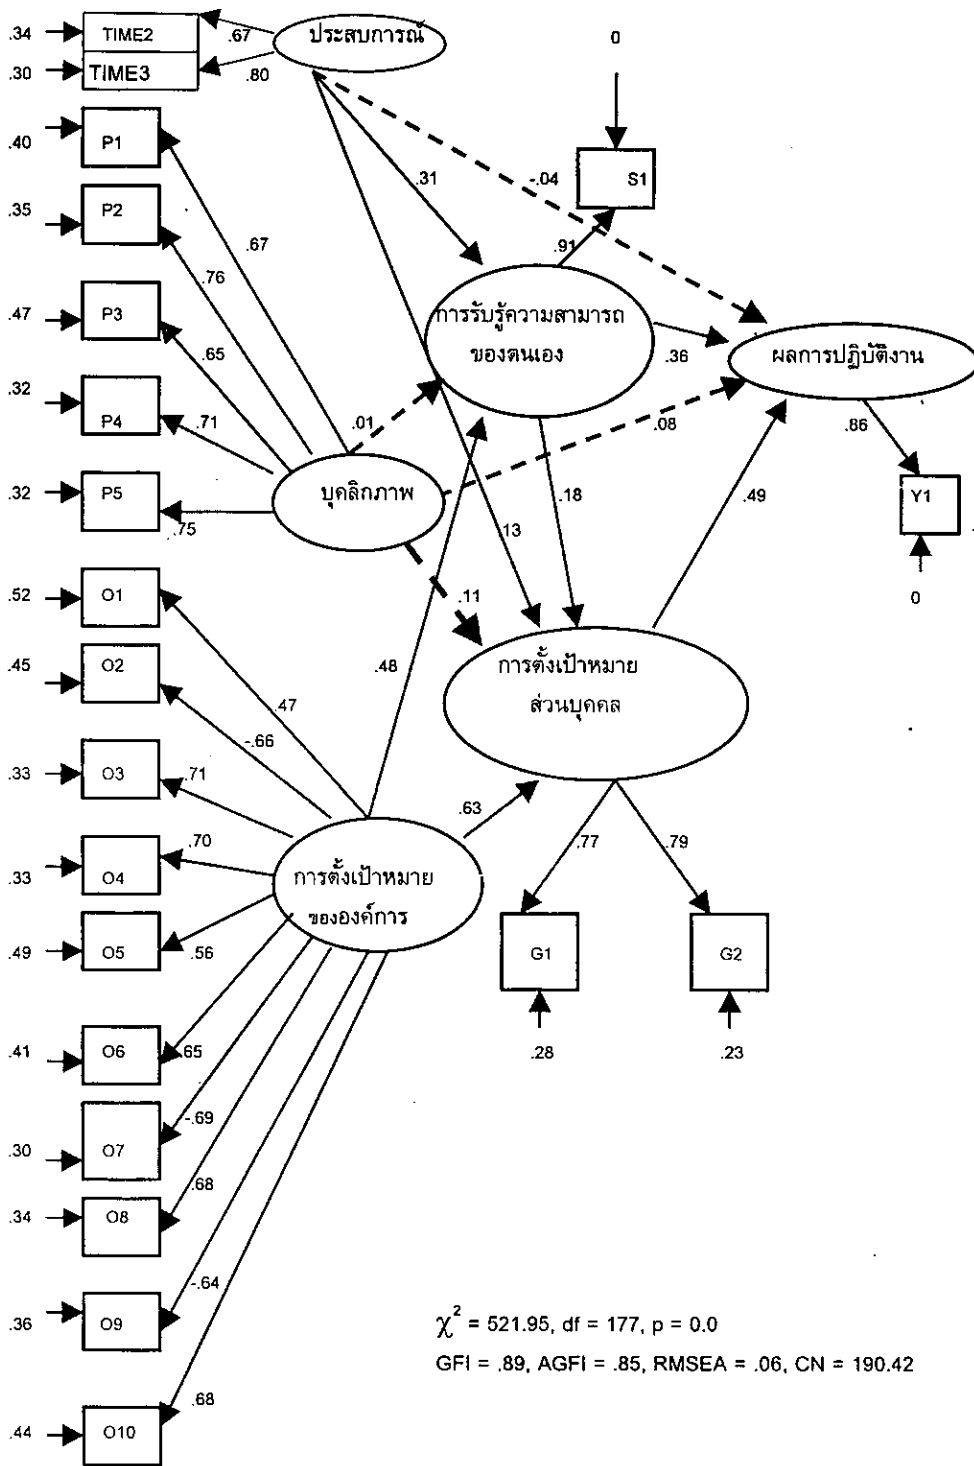 .34 TIME2 .67 ประสบการณ์
.30 TIME3 .80
0
.40 P1
.31 -.04 S1
.35 P2
.67 .91
.76
.47 P3 การรับรู้ความสามารถ
ของตนเอง
.65 .36 ผลการปฏิบัติงาน
.32 P4 .71 .01 .08 .86
.32 P5 .75 บุคลิกภาพ .18 .49 Y1
.13
.52 O1 .11 0
.45 O2 .48 การตั้งเป้าหมาย
ส่วนบุคคล
.47
-.66
.33 O3 .71
.63 .77 .79
.33 O4 .70 การตั้งเป้าหมาย
ขององค์การ
.49 O5 .56 G1 G2
.41 O6 .65 .28 .23
-.69
.30 O7
.68
.34 O8
-.64
.36 O9 χ² = 521.95, df = 177, p = 0.0
GFI = .89, AGFI = .85, RMSEA = .06, CN = 190.42
.68
.44 O10